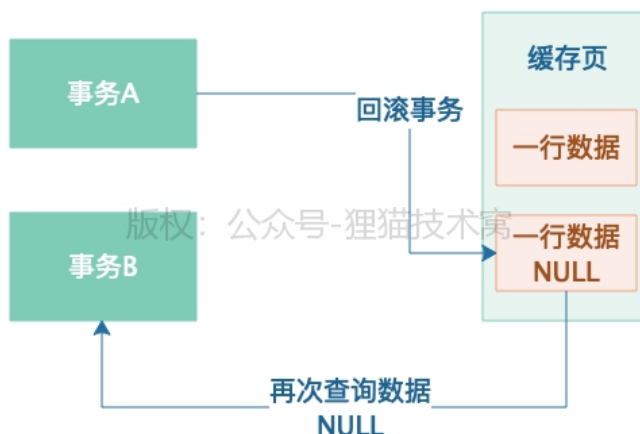 事务A
回滚事务
缓存页
一行数据
版权：公众号-狸猫技术窝
事务B
一行数据
NULL
再次查询数据
NULL